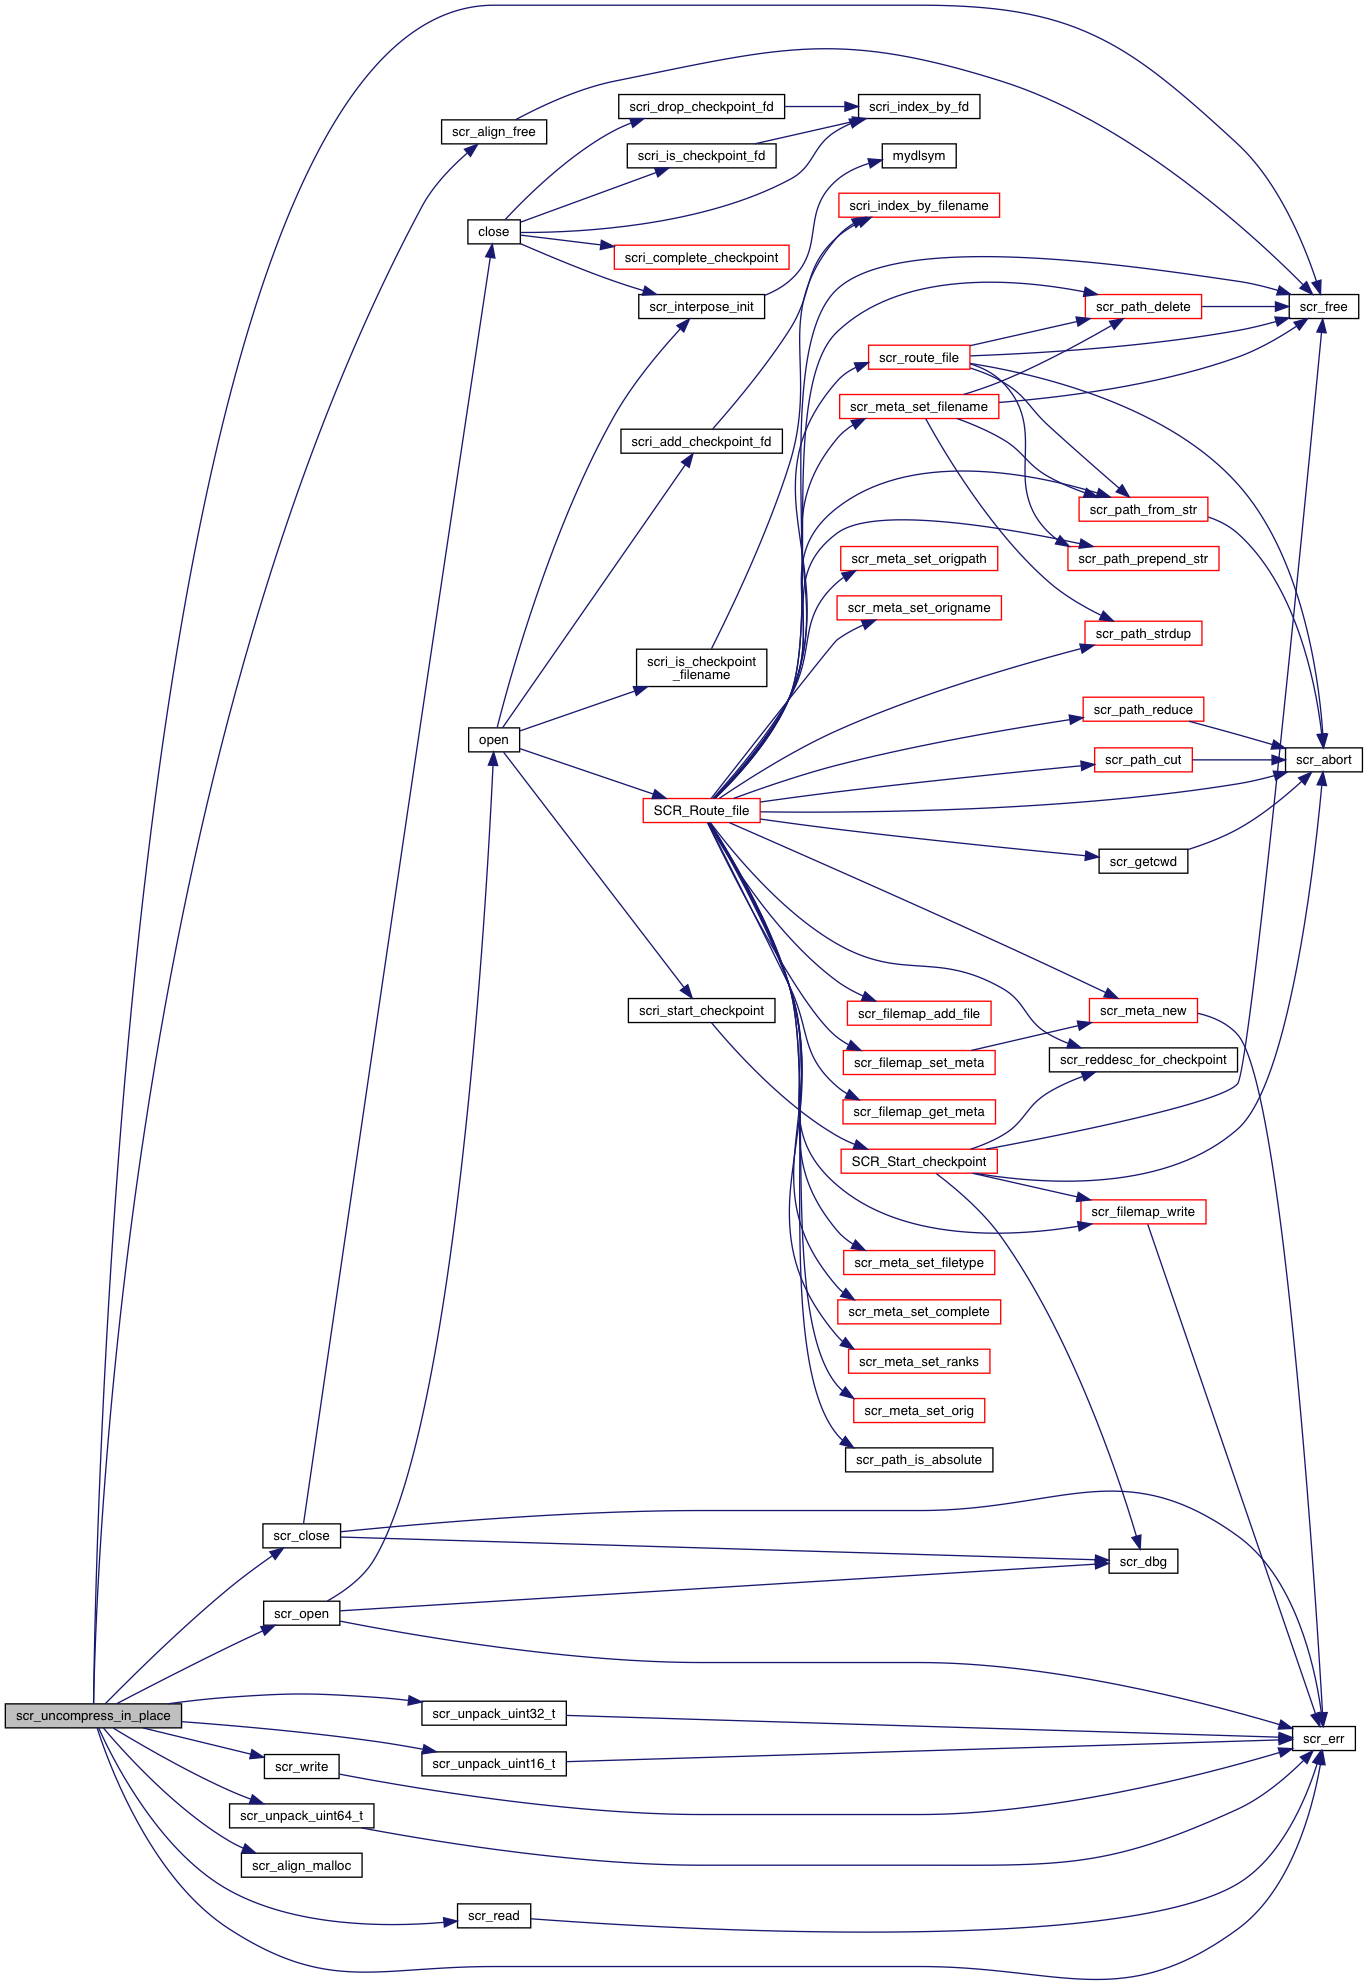 scri_drop_checkpoint_fd
scri_index_by_fd
scr_align_free
scri_is_checkpoint_fd
mydlsym
scri_index_by_filename
close
scri_complete_checkpoint
scr_interpose_init
scr_path_delete
scr_free
scr_route_file
scr_meta_set_filename
scri_add_checkpoint_fd
scr_path_from_str
scr_meta_set_origpath
scr_path_prepend_str
scr_meta_set_origname
scr_path_strdup
scri_is_checkpoint
_filename
scr_path_reduce
open
scr_path_cut
scr_abort
SCR_Route_file
scr_getcwd
scri_start_checkpoint
scr_filemap_add_file
scr_meta_new
scr_filemap_set_meta
scr_reddesc_for_checkpoint
scr_filemap_get_meta
SCR_Start_checkpoint
scr_filemap_write
scr_meta_set_filetype
scr_meta_set_complete
scr_meta_set_ranks
scr_meta_set_orig
scr_path_is_absolute
scr_close
scr_dbg
scr_open
scr_uncompress_in_place
scr_unpack_uint32_t
scr_err
scr_unpack_uint16_t
scr_write
scr_unpack_uint64_t
scr_align_malloc
scr_read